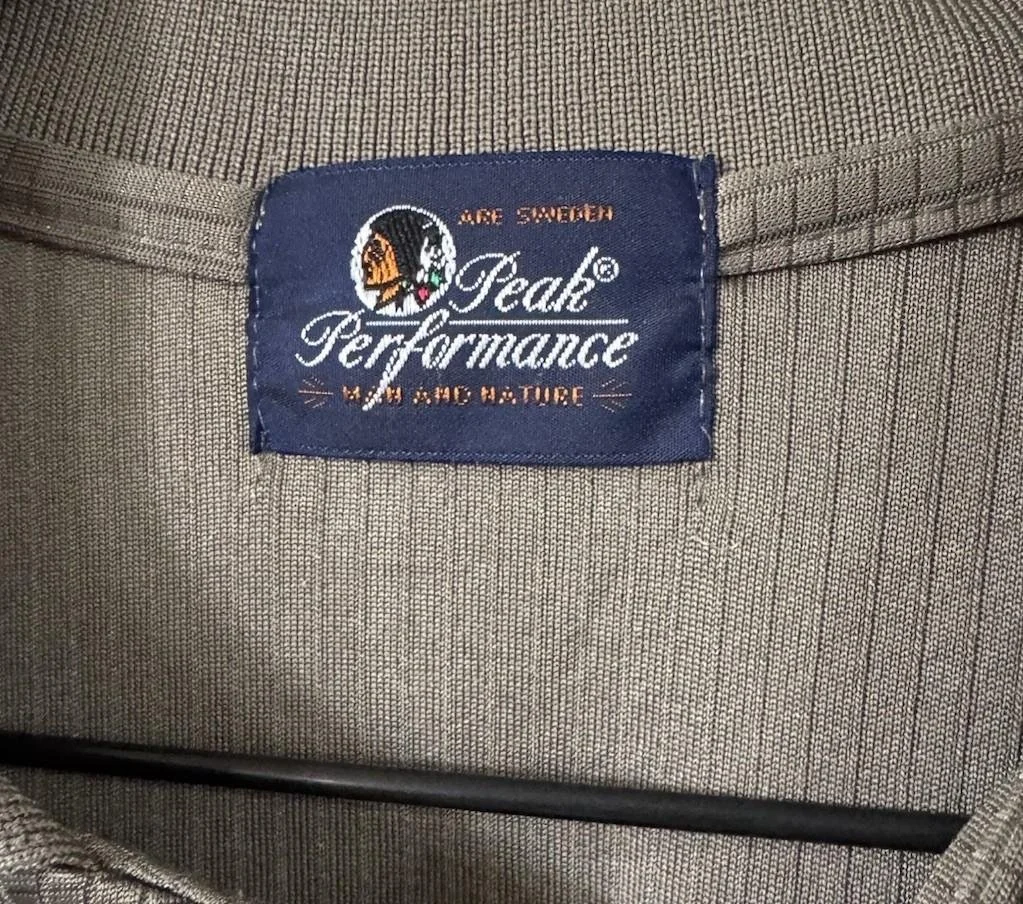 ARE SWEDEN
Peak®
Performance
MAN AND NATURE